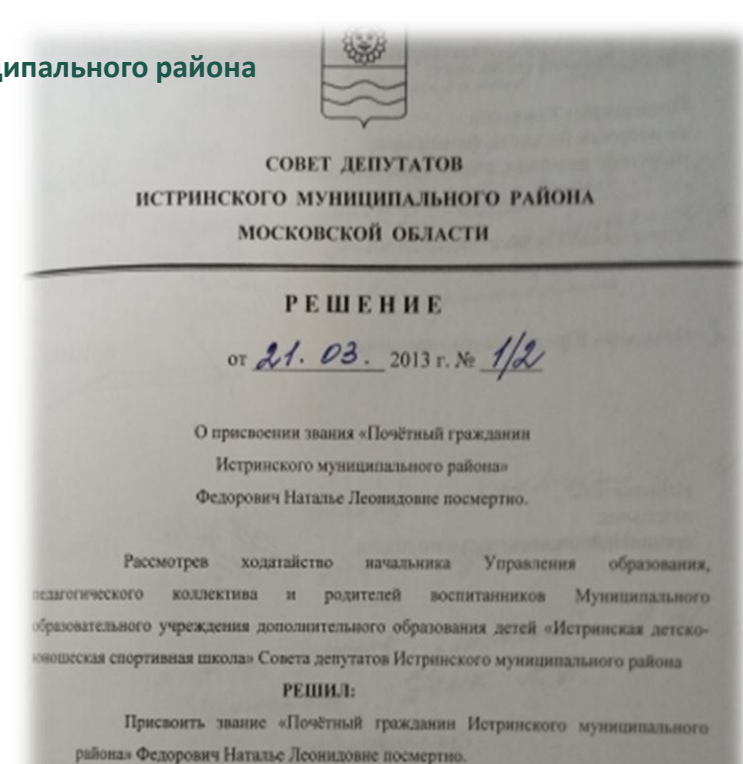 ципального района
СОВЕТ ДЕПУТАТОВ
ИСТРИНСКОГО МУНИЦИПАЛЬНОГО РАЙОНА
МОСКОВСКОЙ ОБЛАСТИ
РЕШЕНИЕ
от 21. 03. 2013 г. № 1/2
О присвоении звания «Почётный гражданин
Истринского муниципального района»
Федорович Наталье Леонидовне посмертно.
Рассмотрев ходатайство начальника Управления образования,
педагогического коллектива и родителей воспитанников Муниципального
образовательного учреждения дополнительного образования детей «Истринская детско-
юношеская спортивная школа» Совета депутатов Истринского муниципального района
РЕШИЛ:
Присвоить звание «Почётный гражданин Истринского муниципального
района» Федорович Наталье Леонидовне посмертно.